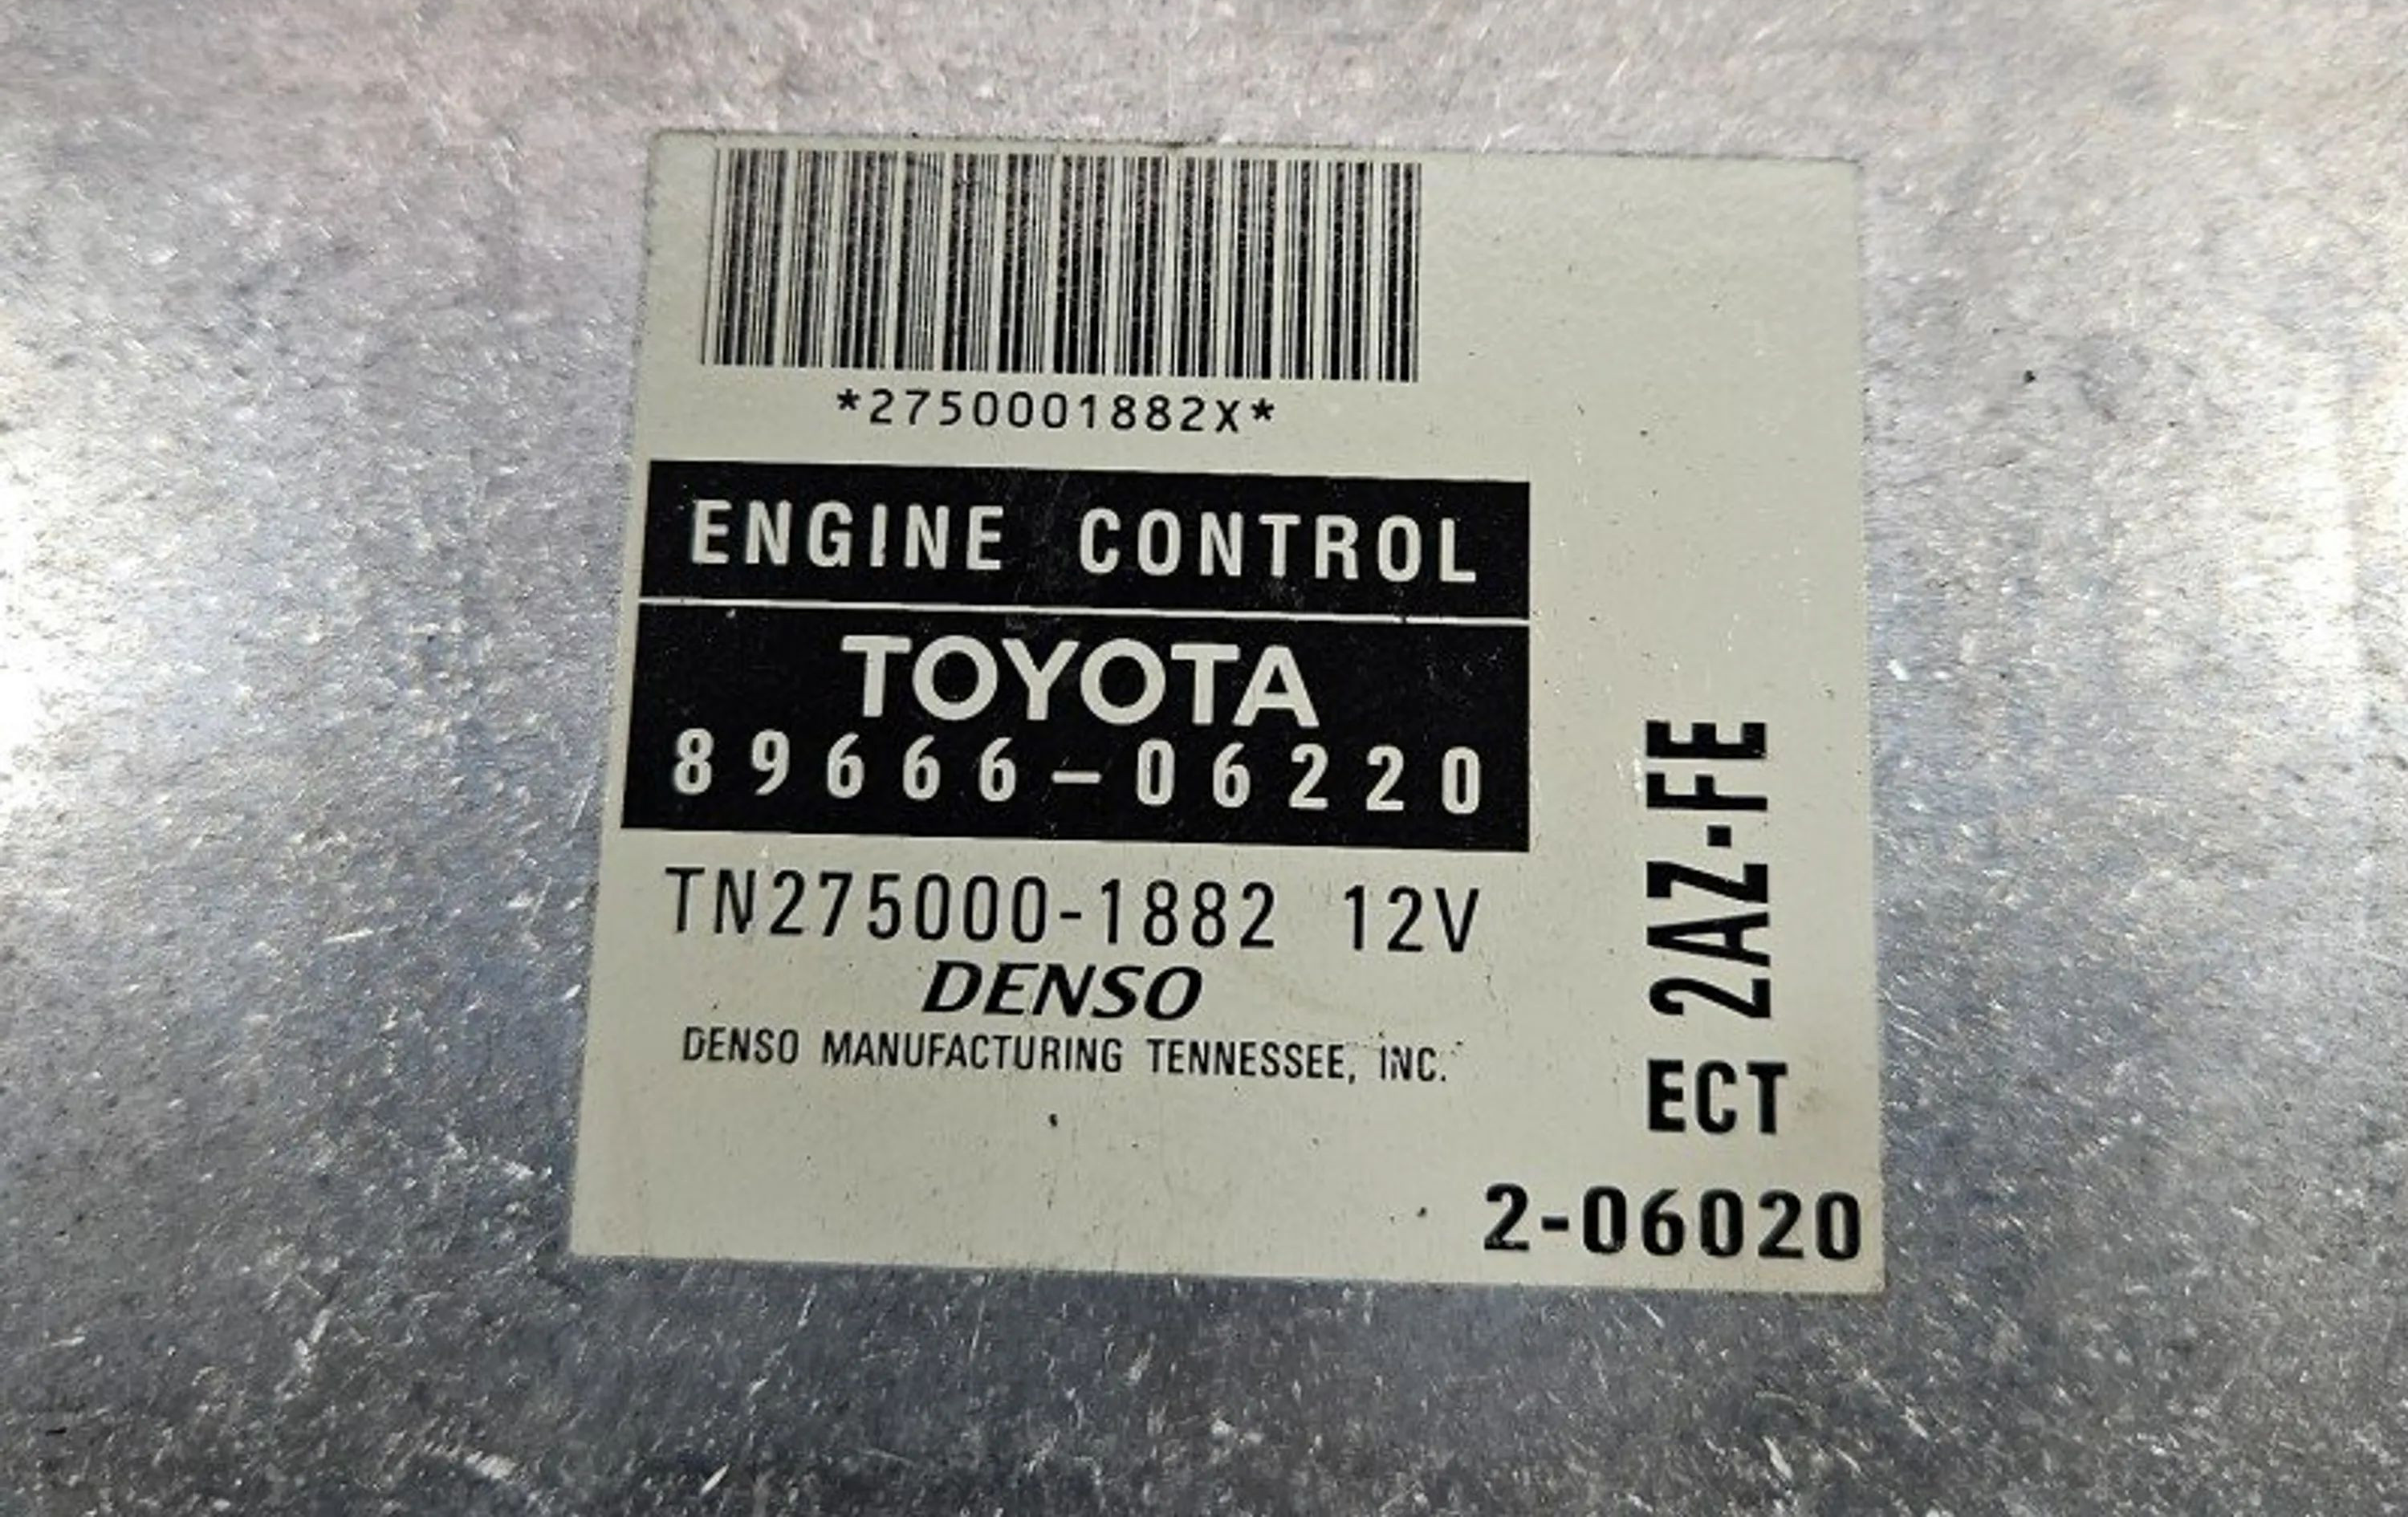 *2750001882X*
ENGINE CONTROL
TOYOTA
89666-06220
TN275000-1882 12V
DENSO
DENSO MANUFACTURING TENNESSEE, INC.
2AZ-FE
ECT
2-06020